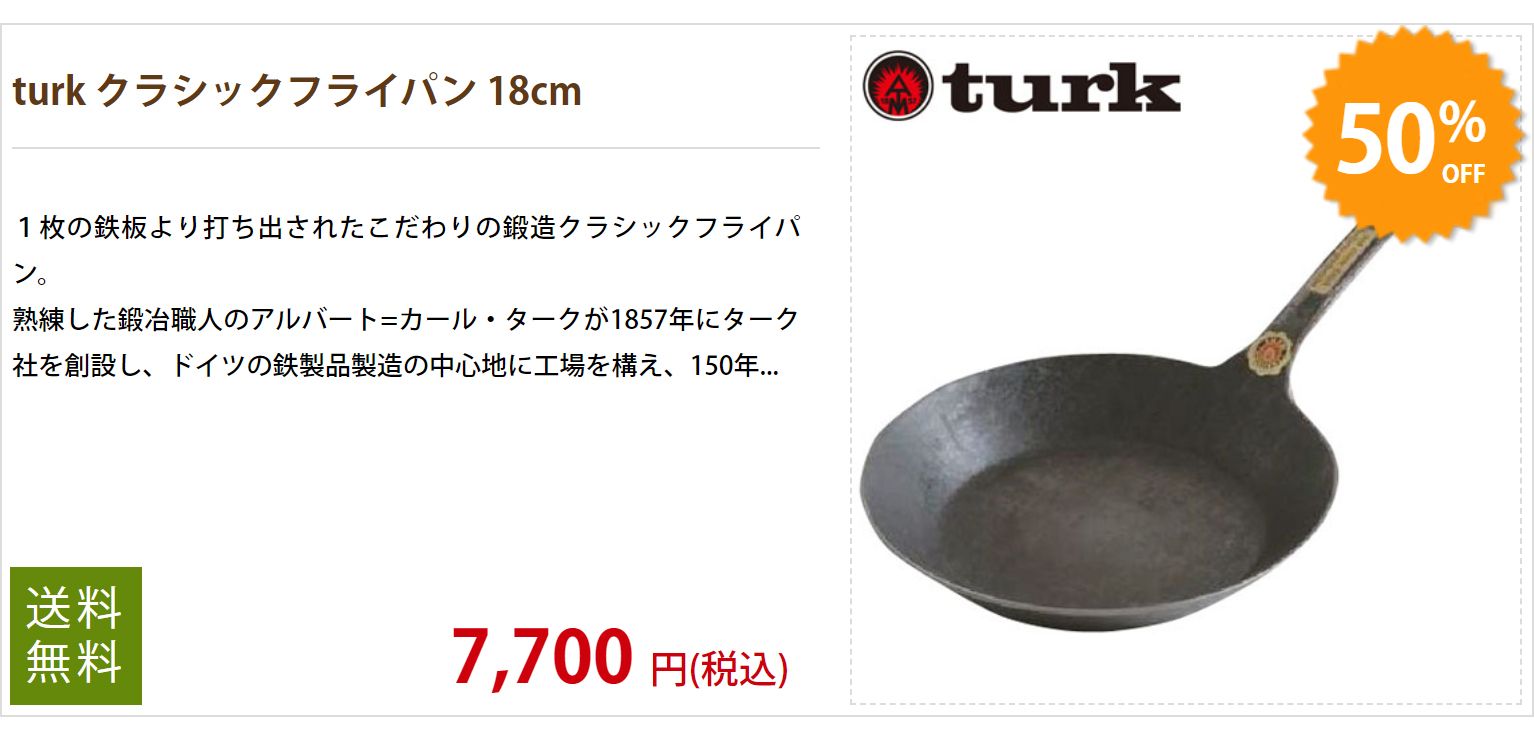 turk クラシックフライパン 18cm
１枚の鉄板より打ち出されたこだわりの鍛造クラシックフライパ
ン。
熟練した鍛冶職人のアルバート=カール・タークが1857年にターク
社を創設し、ドイツの鉄製品製造の中心地に工場を構え、150年...
送料
無料
7,700 円(税込)
turk
50%
OFF